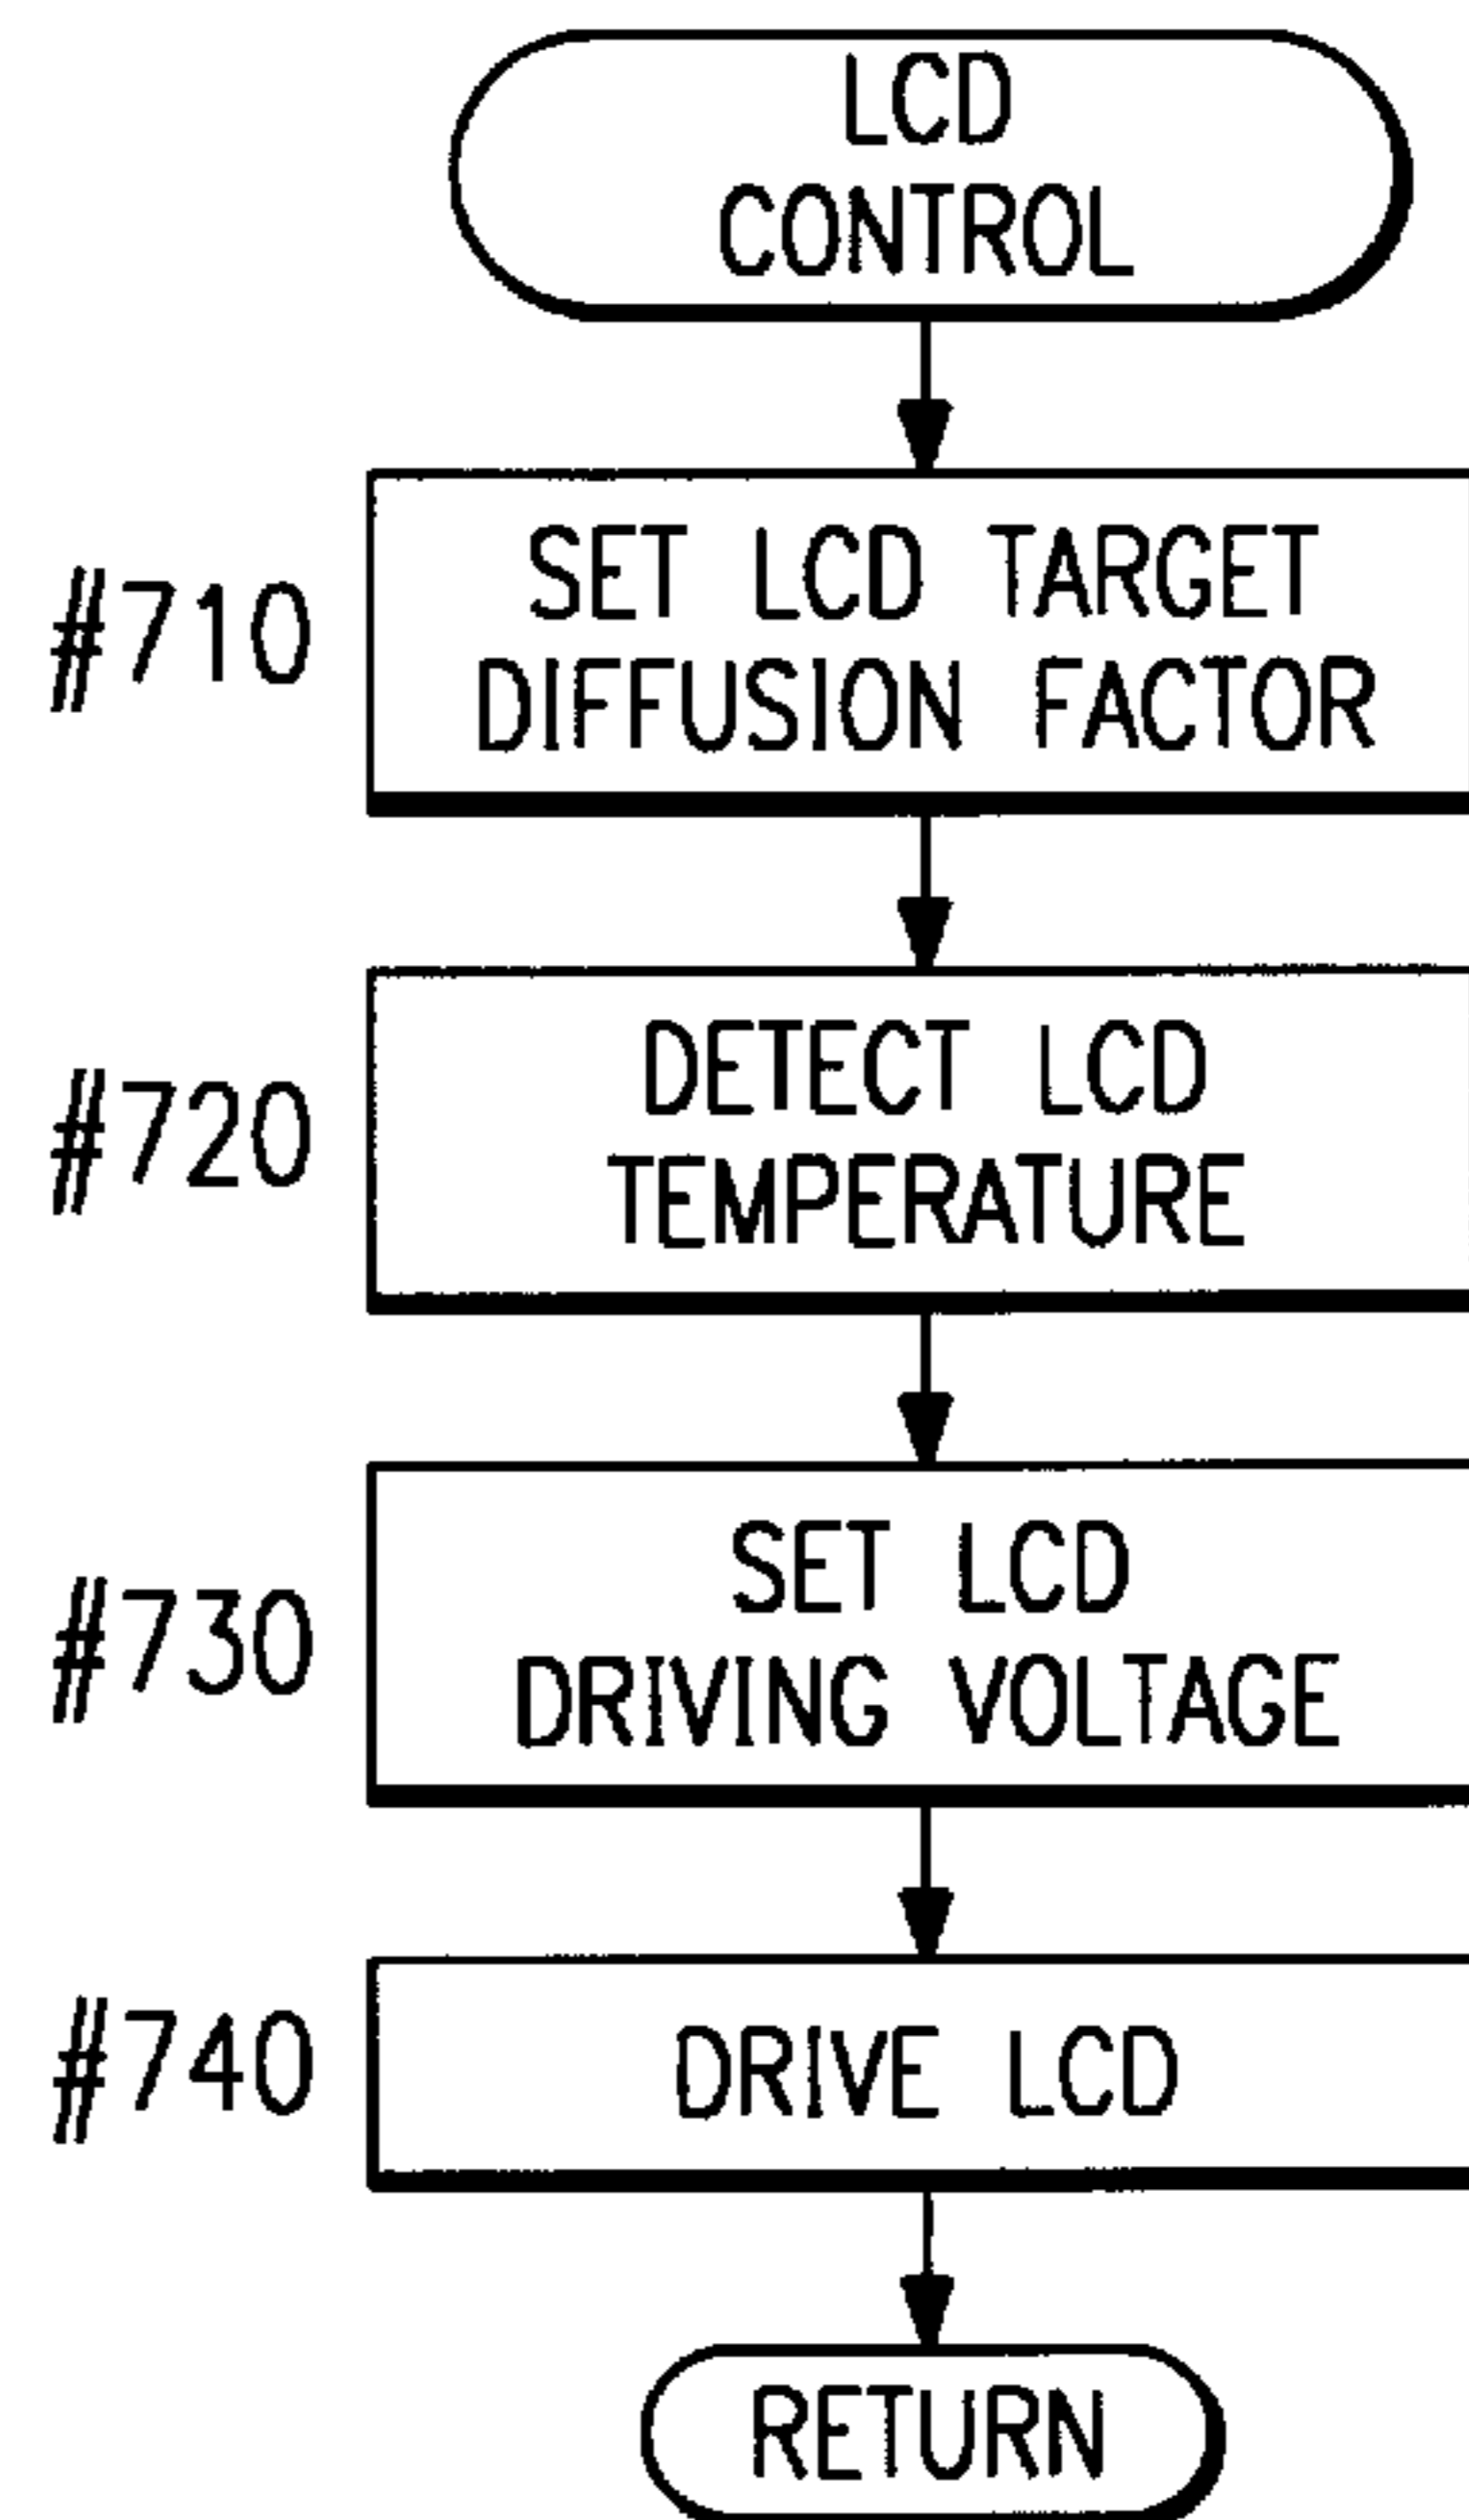 LCD
CONTROL
#710
SET LCD TARGET
DIFFUSION FACTOR
#720
DETECT LCD
TEMPERATURE
#730
SET LCD
DRIVING VOLTAGE
#740
DRIVE LCD
RETURN